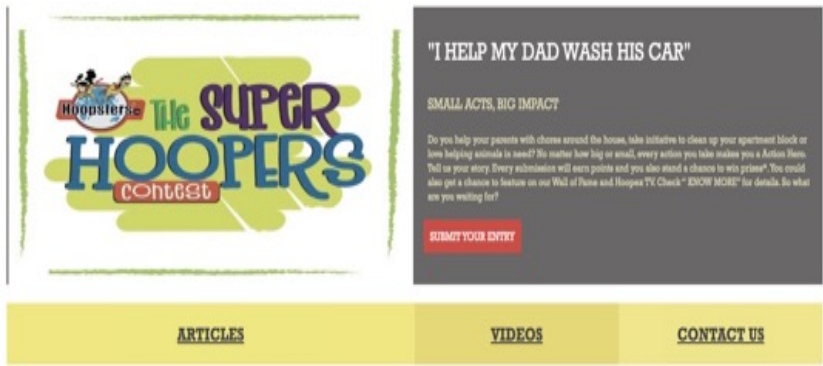 Hoopsters
THE SUPER
HOOPERS
CONTEST
"I HELP MY DAD WASH HIS CAR"
SMALL ACTS, BIG IMPACT
Do you help your parents with chores around the house, take initiative to clean up your apartment block or
love helping animals is need? No matter how big or small, every action you take makes you a Action Hero.
Tell us your story. Every submission will earn points and you also stand a chance to win prizes*. You could
also get a chance to feature on our Wall of Fame and Hoopea TV. Check " KNOW MORE" for details. So what
are you waiting for?
SUBMIT YOUR ENTRY
ARTICLES
VIDEOS
CONTACT US